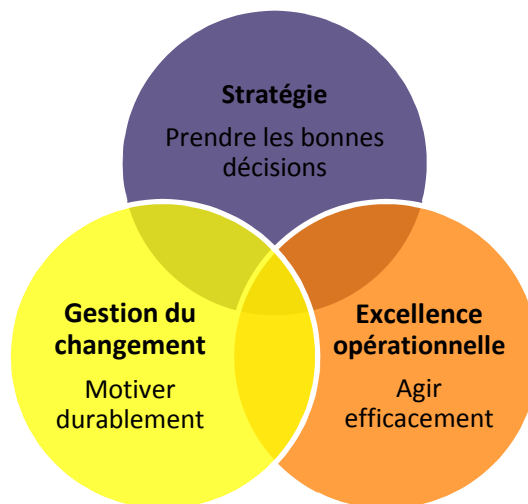 Stratégie
Prendre les bonnes
décisions
Gestion du
changement
Motiver
durablement
Excellence
opérationnelle
Agir
efficacement